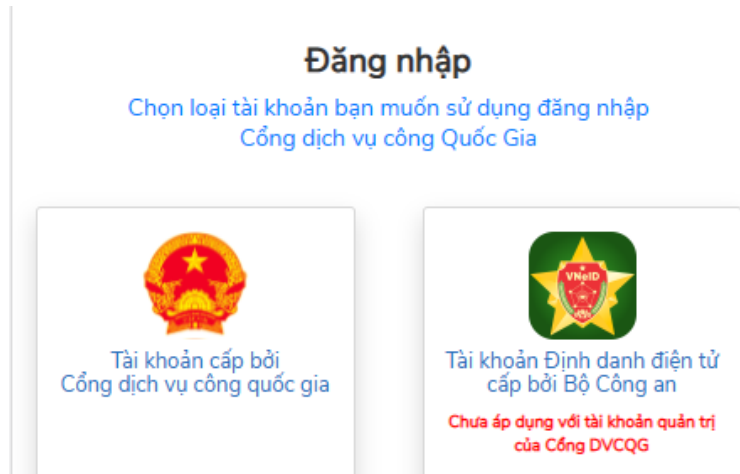 Đăng nhập
Chọn loại tài khoản bạn muốn sử dụng đăng nhập
Cổng dịch vụ công Quốc Gia
VNeID
Tài khoản cấp bởi
Cổng dịch vụ công quốc gia
Tài khoản Định danh điện tử
cấp bởi Bộ Công an
Chưa áp dụng với tài khoản quản trị
của Cổng DVCQG